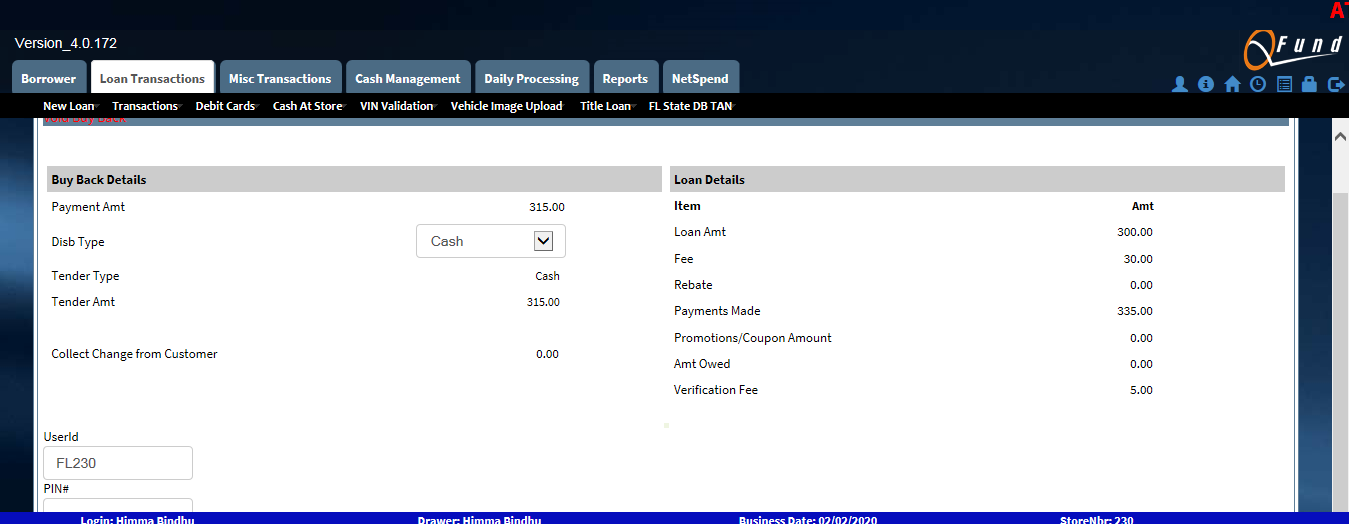 Version_4.0.172
QFund
Borrower Loan Transactions Misc Transactions Cash Management Daily Processing Reports NetSpend
New Loan Transactions Debit Cards Cash At Store VIN Validation Vehicle Image Upload Title Loan FL State DB TAN
Void Buy Back
Buy Back Details
Payment Amt 315.00
Disb Type Cash
Tender Type Cash
Tender Amt 315.00
Collect Change from Customer 0.00
Loan Details
Item Amt
Loan Amt 300.00
Fee 30.00
Rebate 0.00
Payments Made 335.00
Promotions/Coupon Amount 0.00
Amt Owed 0.00
Verification Fee 5.00
UserId
FL230
PIN#
Login: Himma Bindhu Drawer: Himma Bindhu Business Date: 02/02/2020 StoreNbr: 230